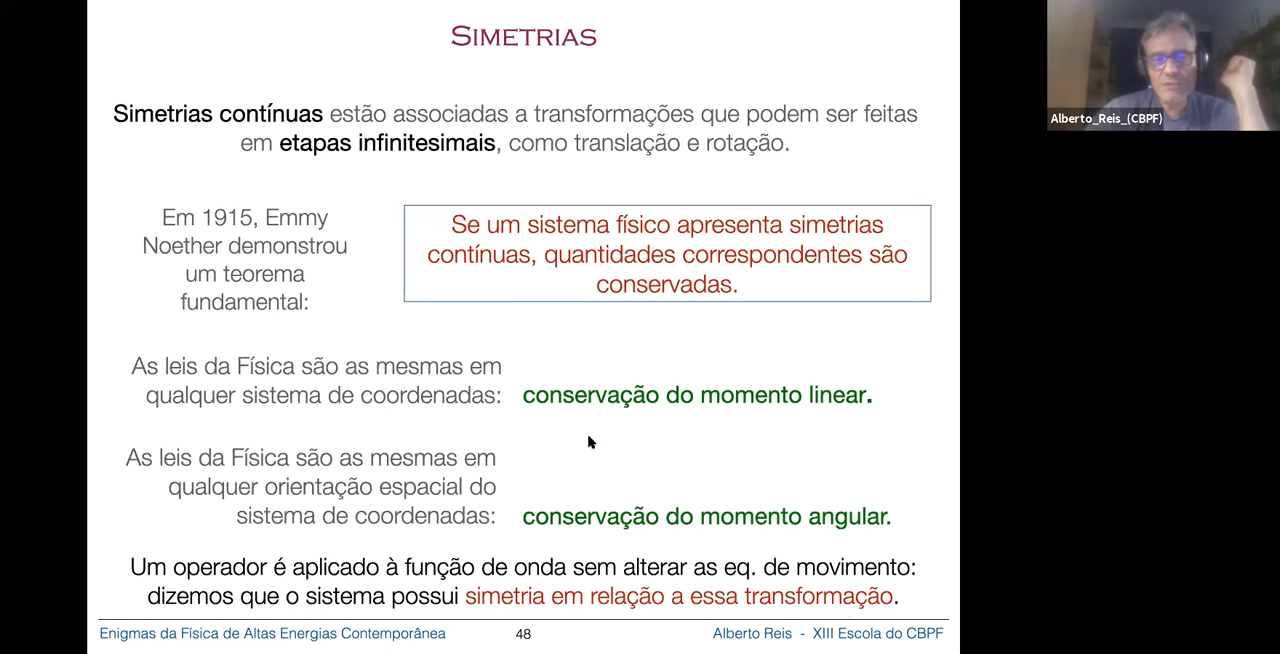 SIMETRIAS
Simetrias contínuas estão associadas a transformações que podem ser feitas
em etapas infinitesimais, como translação e rotação.
Em 1915, Emmy
Noether demonstrou
um teorema
fundamental:
Se um sistema físico apresenta simetrias
contínuas, quantidades correspondentes são
conservadas.
As leis da Física são as mesmas em
qualquer sistema de coordenadas:
conservação do momento linear.
As leis da Física são as mesmas em
qualquer orientação espacial do
sistema de coordenadas:
conservação do momento angular.
Um operador é aplicado à função de onda sem alterar as eq. de movimento:
dizemos que o sistema possui simetria em relação a essa transformação.
Enigmas da Física de Altas Energias Contemporânea
48
Alberto Reis - XIII Escola do CBPF
Alberto_Reis_(CBPF)